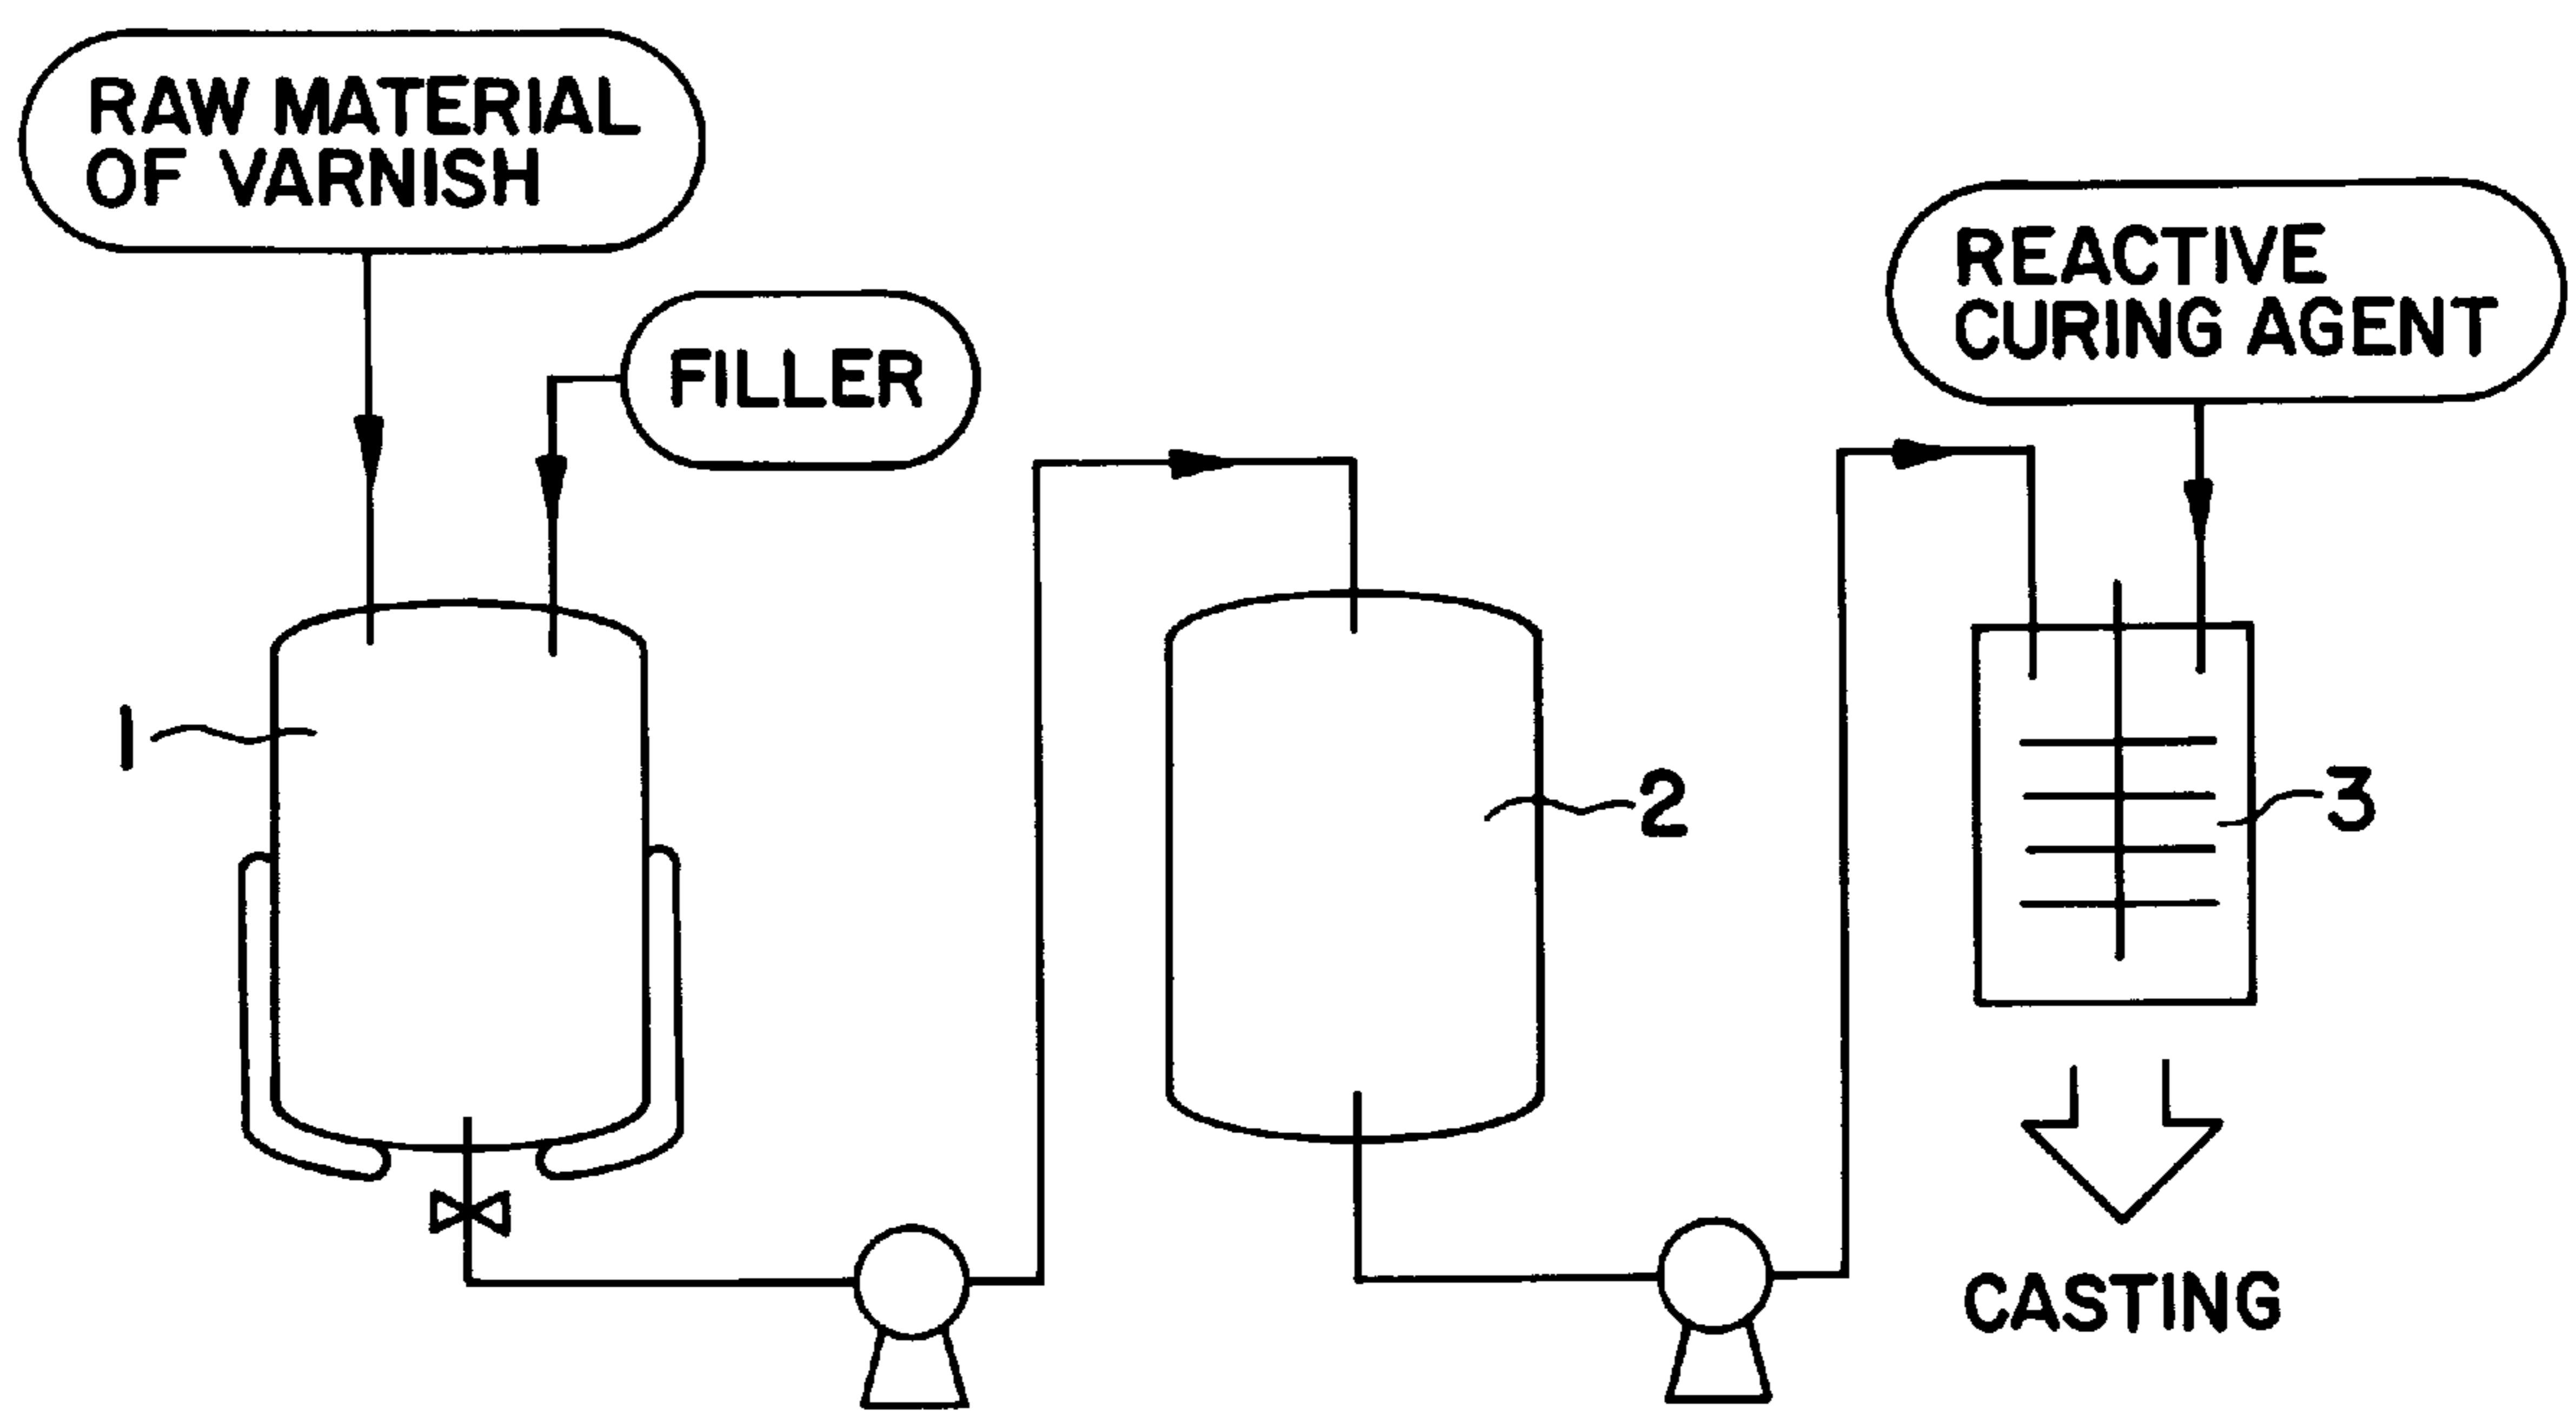 RAW MATERIAL
OF VARNISH
FILLER
REACTIVE
CURING AGENT
1
2
3
CASTING